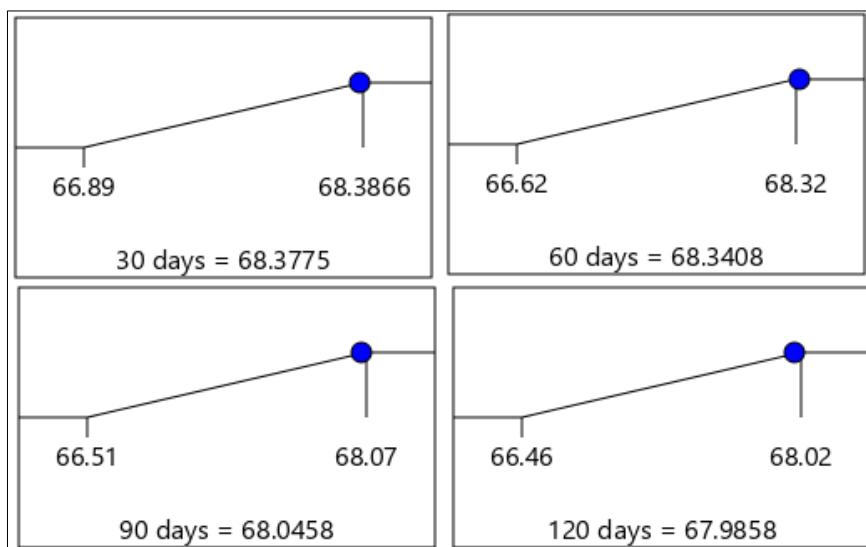 66.89 68.3866
30 days = 68.3775
66.62 68.32
60 days = 68.3408
66.51 68.07
90 days = 68.0458
66.46 68.02
120 days = 67.9858